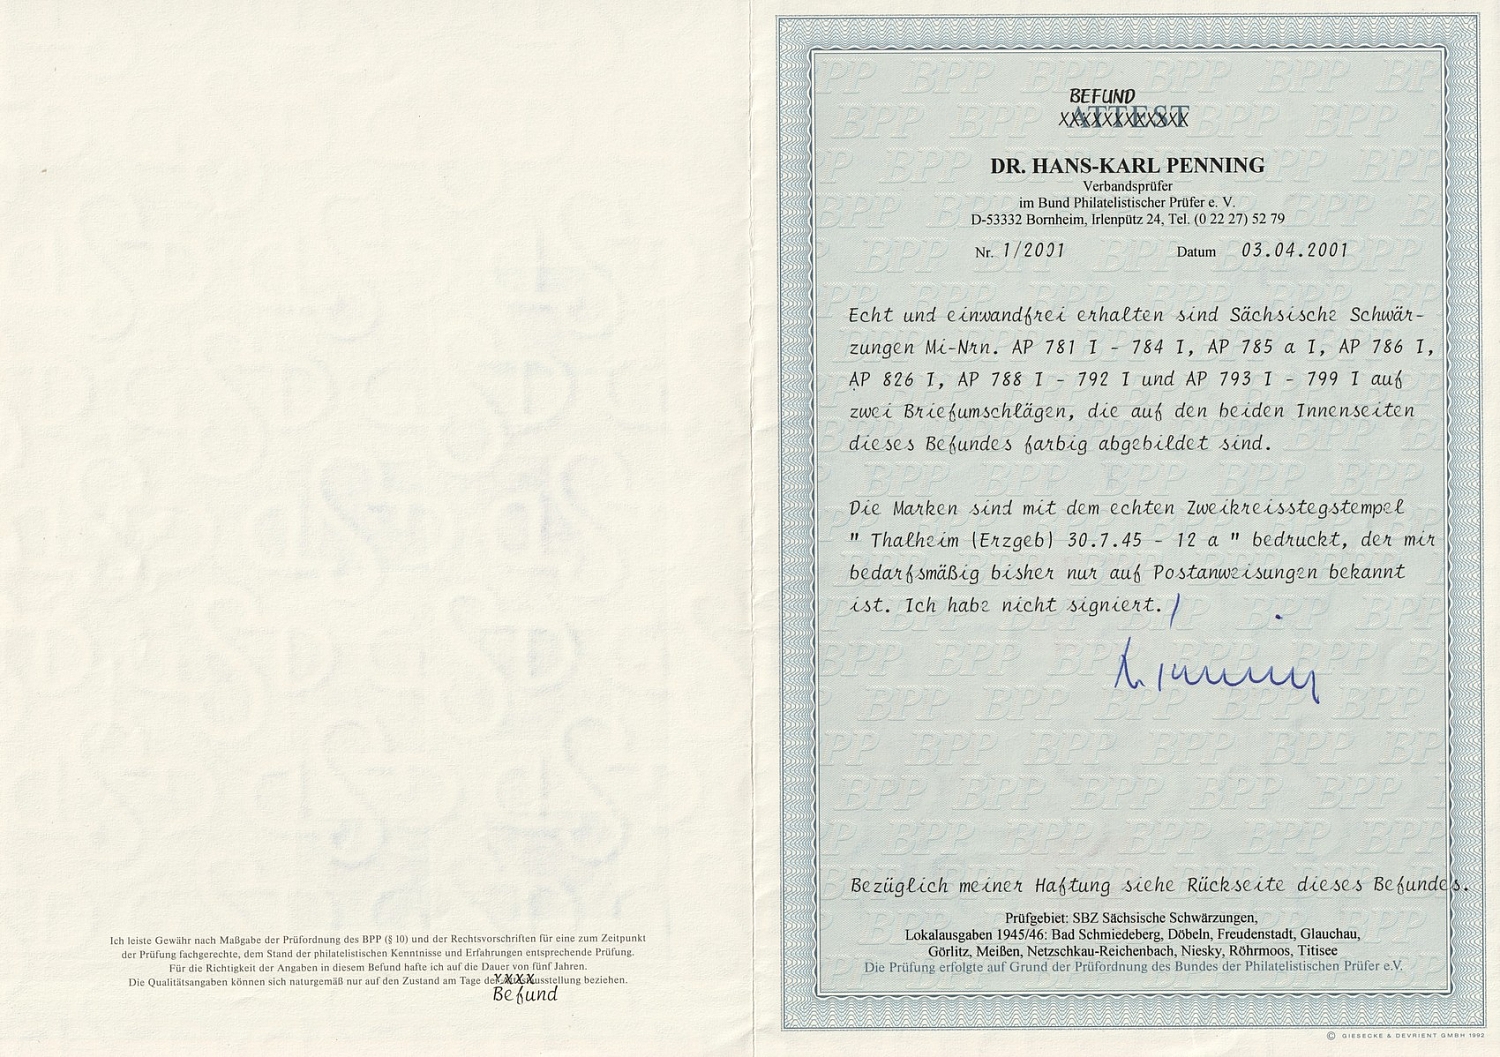 Ich leiste Gewähr nach Maßgabe der Prüfordnung des BPP (§ 10) und der Rechtsvorschriften für eine zum Zeitpunkt
der Prüfung fachgerechte, dem Stand der philatelistischen Kenntnisse und Erfahrungen entsprechende Prüfung.
Für die Richtigkeit der Angaben in diesem Befund hafte ich auf die Dauer von fünf Jahren.
Die Qualitätsangaben können sich naturgemäß nur auf den Zustand am Tage der Ausstellung beziehen.
Befund
BEFUND
ATTEST
DR. HANS-KARL PENNING
Verbandsprüfer
im Bund Philatelistischer Prüfer e. V.
D-53332 Bornheim, Irlenpütz 24, Tel. (0 22 27) 52 79
Nr. 1/2001 Datum 03.04.2001
Echt und einwandfrei erhalten sind Sächsische Schwär-
zungen Mi-Nrn. AP 781 I - 784 I, AP 785 a I, AP 786 I,
AP 826 I, AP 788 I - 792 I und AP 793 I - 799 I auf
zwei Briefumschlägen, die auf den beiden Innenseiten
dieses Befundes farbig abgebildet sind.
Die Marken sind mit dem echten Zweikreisstegstempel
" Thalheim (Erzgeb) 30.7.45 - 12 a " bedruckt, der mir
bedarfsmäßig bisher nur auf Postanweisungen bekannt
ist. Ich habe nicht signiert.
Bezüglich meiner Haftung siehe Rückseite dieses Befundes.
Prüfgebiet: SBZ Sächsische Schwärzungen,
Lokalausgaben 1945/46: Bad Schmiedeberg, Döbeln, Freudenstadt, Glauchau,
Görlitz, Meißen, Netzschkau-Reichenbach, Niesky, Röhrmoos, Titisee
Die Prüfung erfolgte auf Grund der Prüfordnung des Bundes der Philatelistischen Prüfer e.V.
© GIESECKE & DEVRIENT GMBH 1992